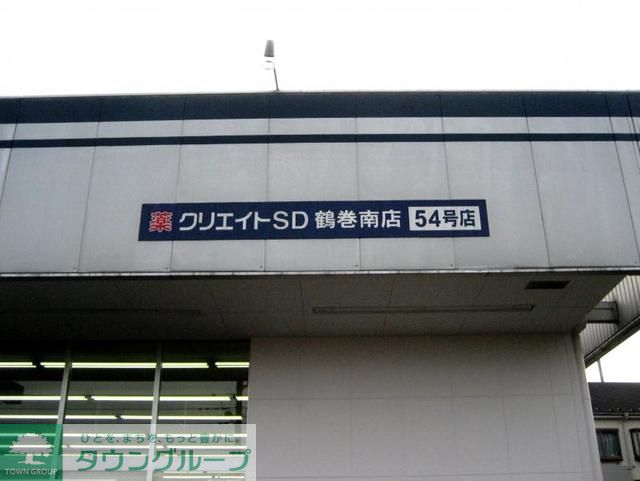 薬 クリエイトSD 鶴巻南店 54号店
ひとを、まちを、もっと豊かに。
タウングループ
TOWN GROUP